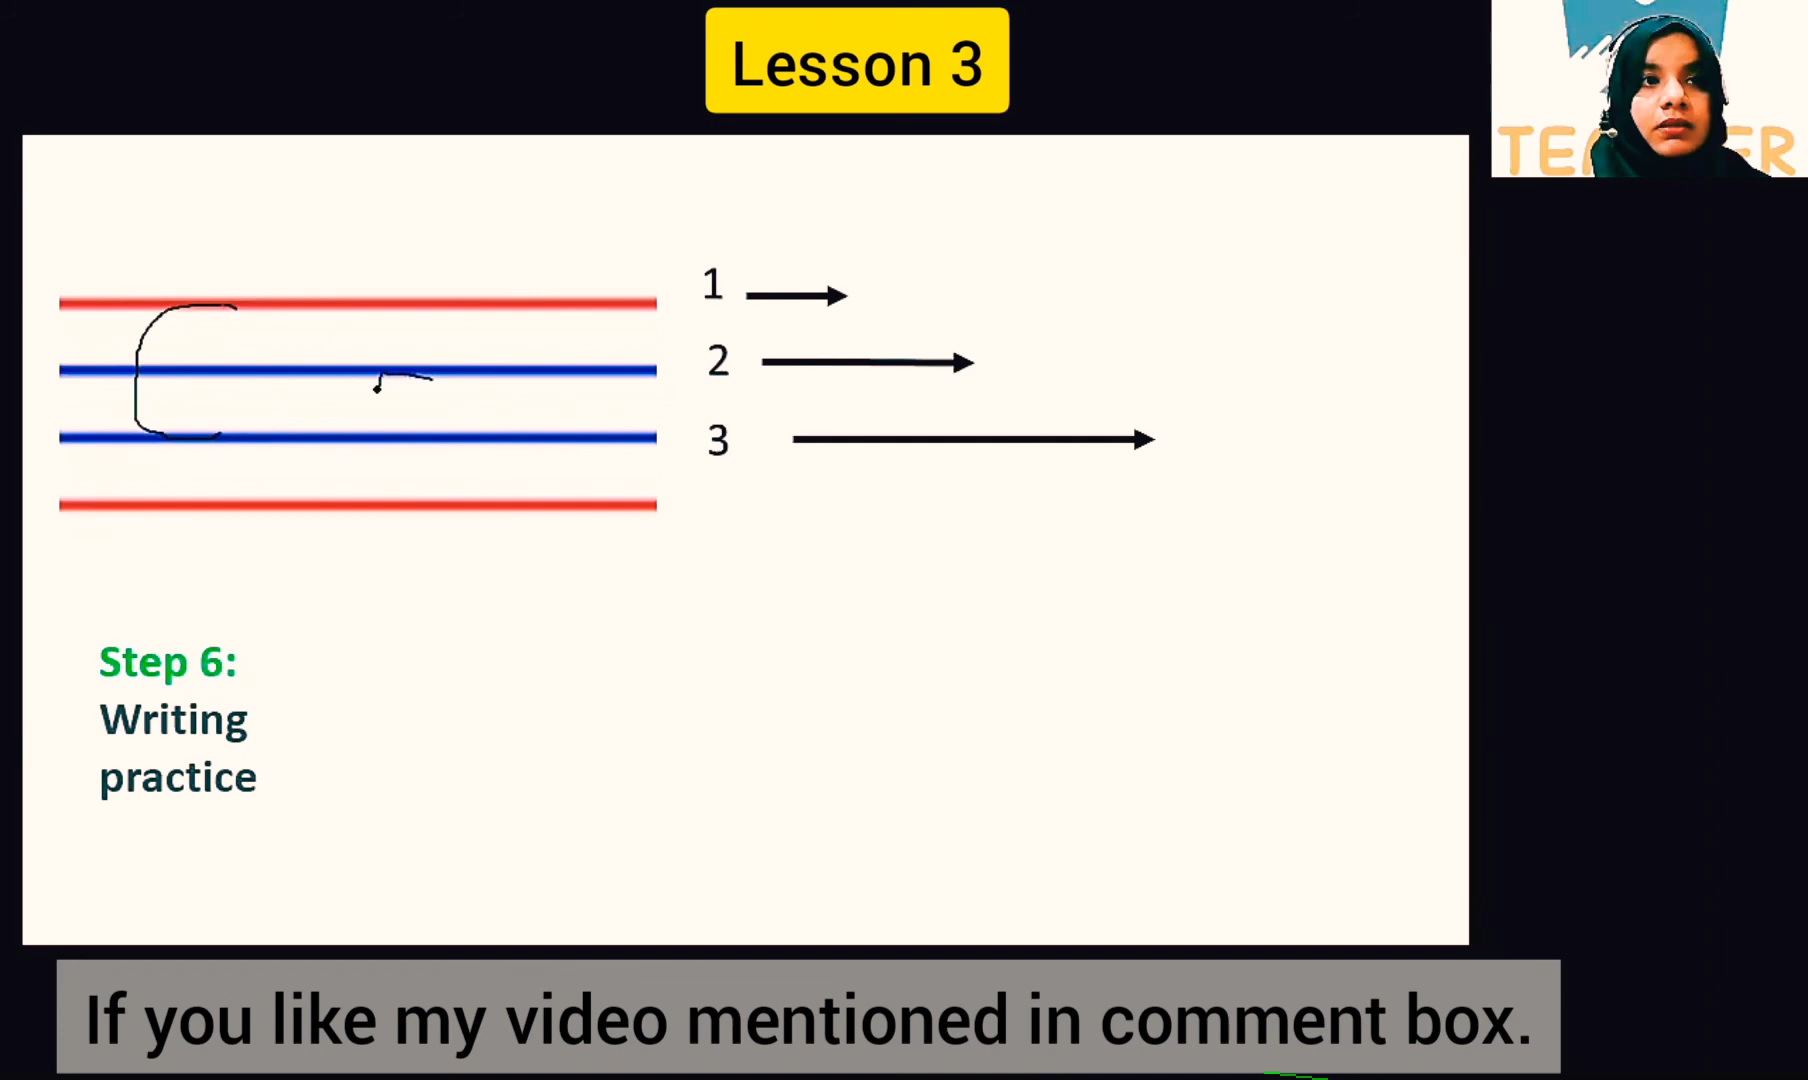 Lesson 3
1
2
3
C
Step 6:
Writing
practice
If you like my video mentioned in comment box.